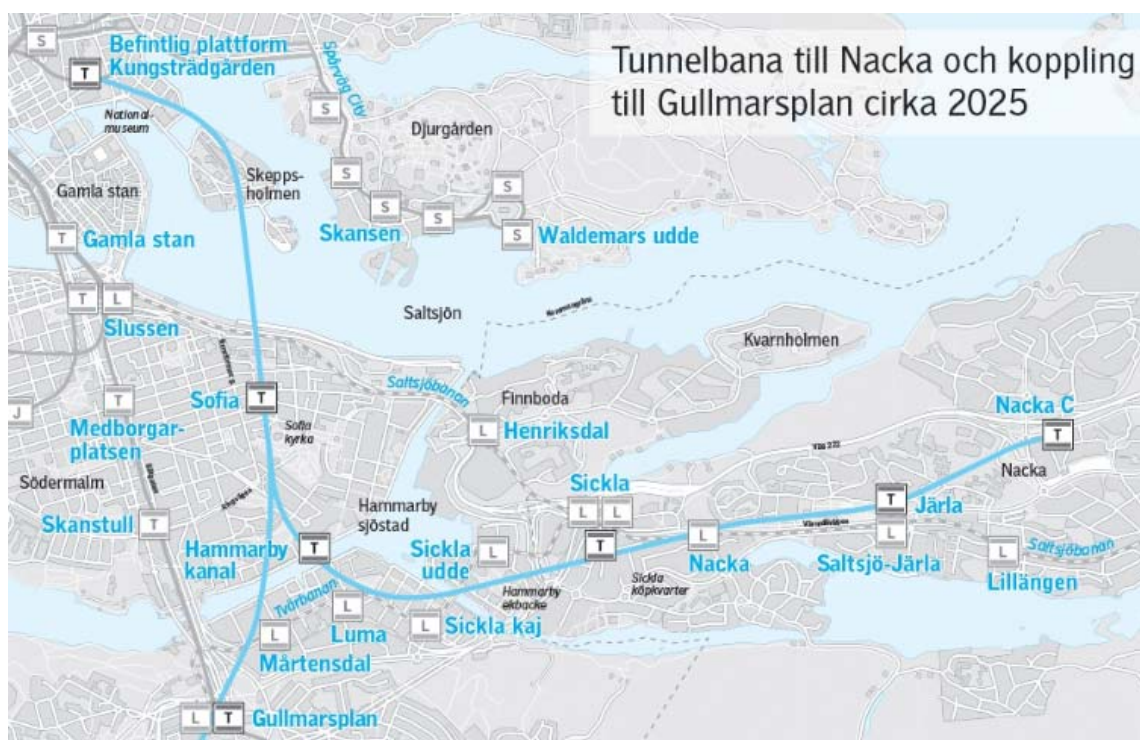 Tunnelbana till Nacka och koppling
till Gullmarsplan cirka 2025
S
Befintlig plattform
Kungsträdgården
T
National-
museum
Spårväg City
S
Djurgården
Gamla stan
Skepps-
holmen
S
S
S
S
S
Skansen
Waldemars udde
T
Gamla stan
T
L
Slussen
Saltsjön
Kvarnholmen
Saltsjöbanan
Finnboda
Sofia
T
Sofia
kyrka
L
Henriksdal
J
T
Medborgar-
platsen
Nacka C
T
Nacka
Väg 222
Södermalm
Skanstull
T
Hammarby
sjöstad
Sickla
L
L
T
T
Järla
Hammarby
kanal
T
Sickla
udde
L
L
Nacka
L
Saltsjö-Järla
L
Lillängen
Saltsjöbanan
Hammarby
ekbacke
Sickla
köpkvarter
Tvärbanan
L
Luma
L
Sickla kaj
L
Mårtensdal
L
T
Gullmarsplan